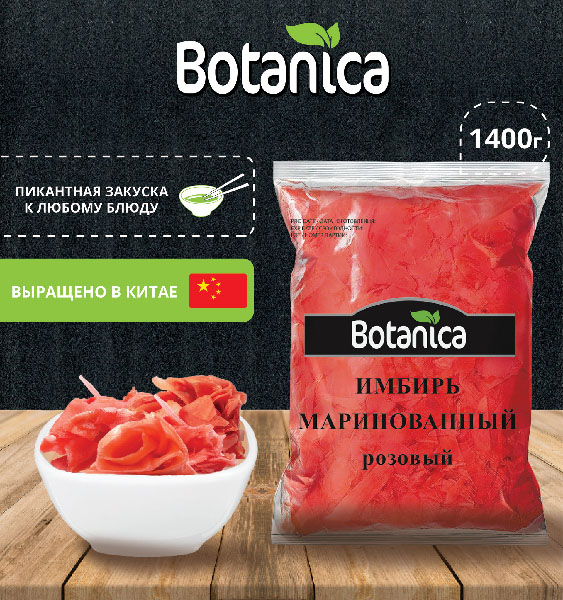 Botanica
1400г
ПИКАНТНАЯ ЗАКУСКА
К ЛЮБОМУ БЛЮДУ
ВЫРАЩЕНО В КИТАЕ
Botanica
ИМБИРЬ
МАРИНОВАННЫЙ
розовый